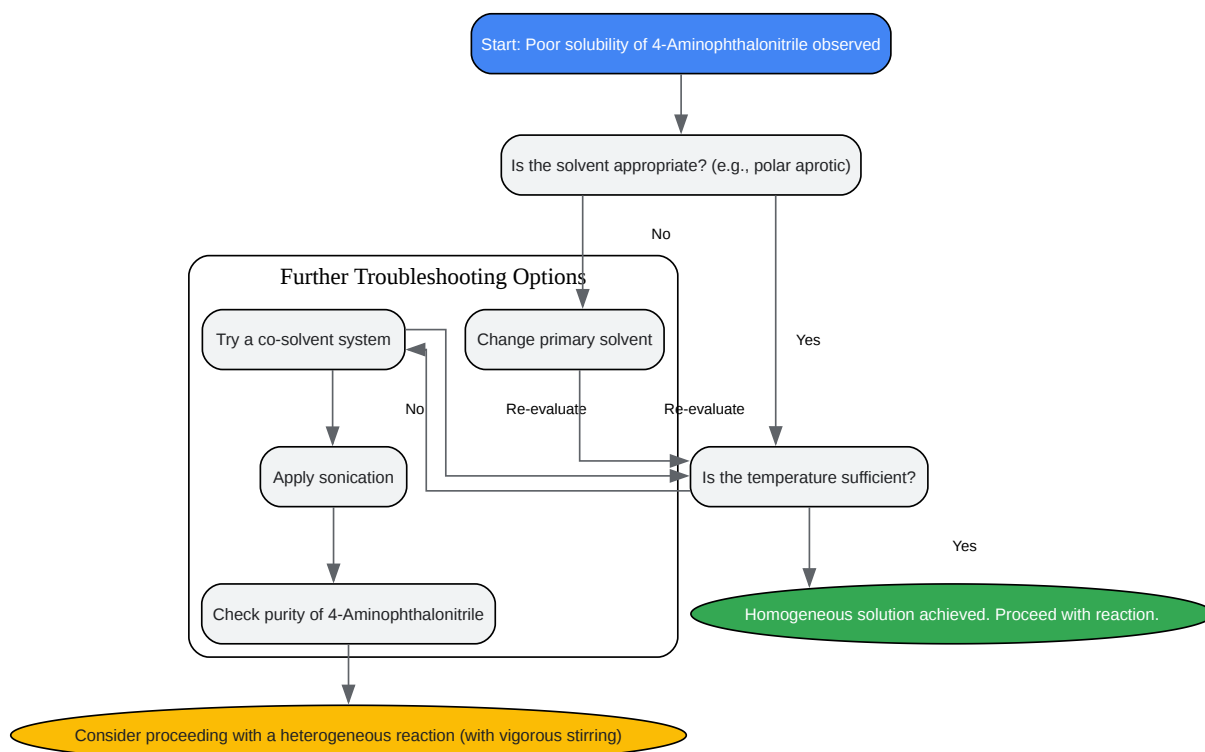 Start: Poor solubility of 4-Aminophthalonitrile observed
Is the solvent appropriate? (e.g., polar aprotic)
No
Further Troubleshooting Options
Try a co-solvent system
Change primary solvent
Yes
No
Re-evaluate
Re-evaluate
Apply sonication
Is the temperature sufficient?
Yes
Check purity of 4-Aminophthalonitrile
Homogeneous solution achieved. Proceed with reaction.
Consider proceeding with a heterogeneous reaction (with vigorous stirring)